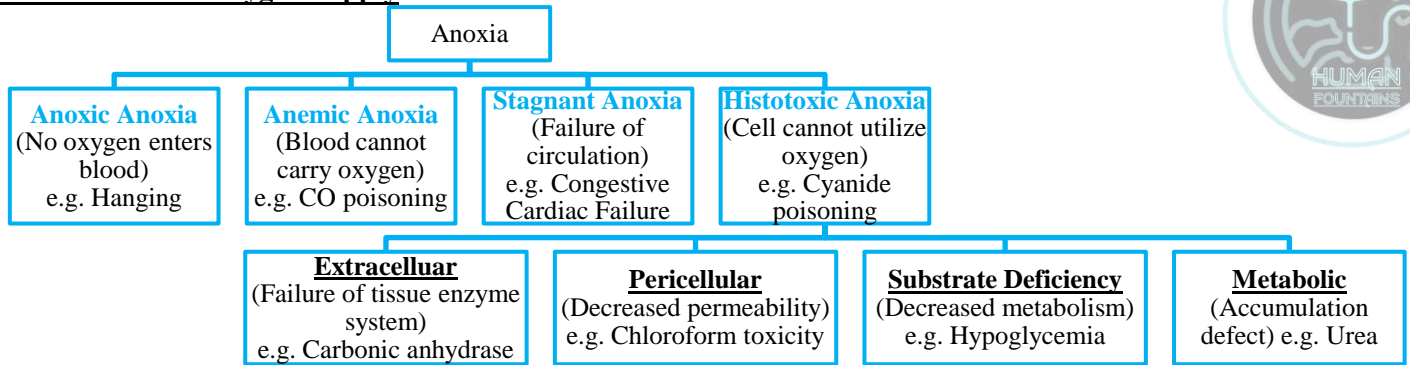 Anoxia
Anoxic Anoxia
(No oxygen enters
blood)
e.g. Hanging
Anemic Anoxia
(Blood cannot
carry oxygen)
e.g. CO poisoning
Stagnant Anoxia
(Failure of
circulation)
e.g. Congestive
Cardiac Failure
Histotoxic Anoxia
(Cell cannot utilize
oxygen)
e.g. Cyanide
poisoning
Extracelluar
(Failure of tissue enzyme
system)
e.g. Carbonic anhydrase
Pericellular
(Decreased permeability)
e.g. Chloroform toxicity
Substrate Deficiency
(Decreased metabolism)
e.g. Hypoglycemia
Metabolic
(Accumulation
defect) e.g. Urea
HUMAN
FOUNTAINS